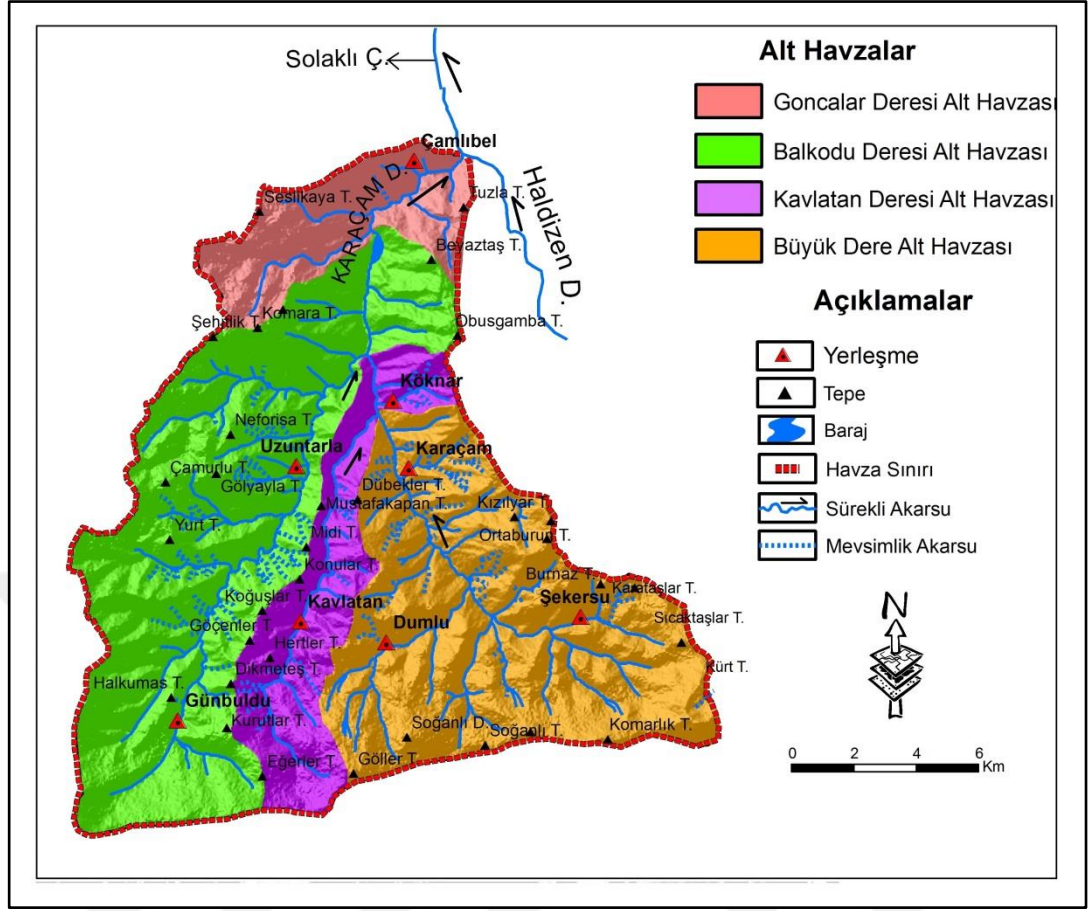 Solaklı Ç.
Alt Havzalar
Goncalar Deresi Alt Havzası
Balkodu Deresi Alt Havzası
Kavlatan Deresi Alt Havzası
Büyük Dere Alt Havzası
Açıklamalar
Yerleşme
Tepe
Baraj
Havza Sınırı
Sürekli Akarsu
Mevsimlik Akarsu
N
0 2 4 6
Km
Çamlıbel
Seslikaya T.
KARAÇAM D.
Tuzla T.
Haldizen D.
Beyaztaş T.
Komara T.
Şehitlik T.
Obusgamba T.
Köknar
Neforisa T.
Uzuntarla
Karaçam
Çamurlu T.
Gölyayla T.
Dübekler T.
Mustafakapan T.
Kızılyar T.
Yurt T.
Midi T.
Ortaburun T.
Konular T.
Burnaz T.
Karataşlar T.
Koğuşlar T.
Kavlatan
Şekersu
Göçenler T.
Dumlu
Sıcaktaşlar T.
Hertler T.
Dikmeteş T.
Kürt T.
Halkumas T.
Günbuldu
Kurutlar T.
Soğanlı D.
Soğanlı T.
Komarlık T.
Eğerler T.
Göller T.